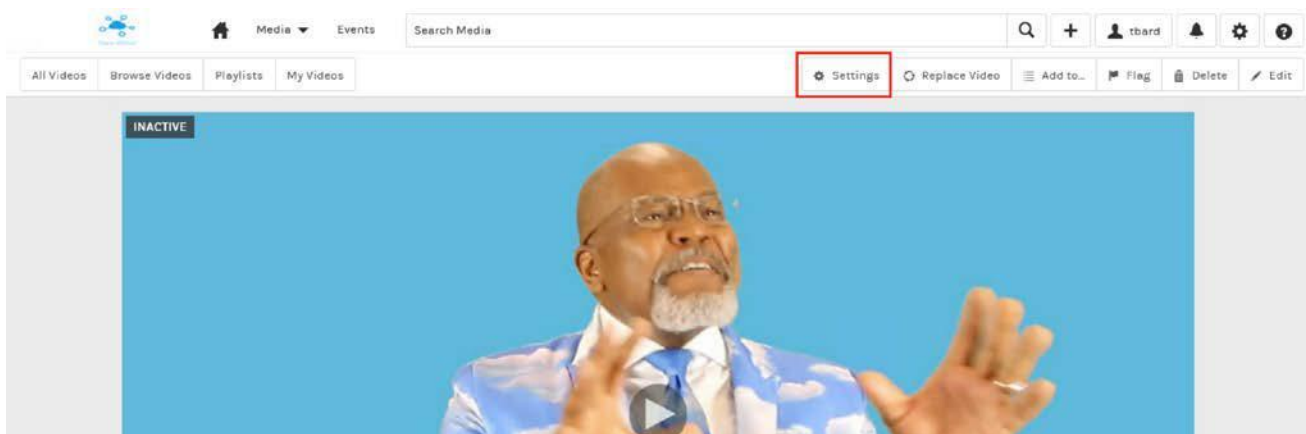 Media Events Search Media tbard
All Videos Browse Videos Playlists My Videos Settings Replace Video Add to... Flag Delete Edit
INACTIVE